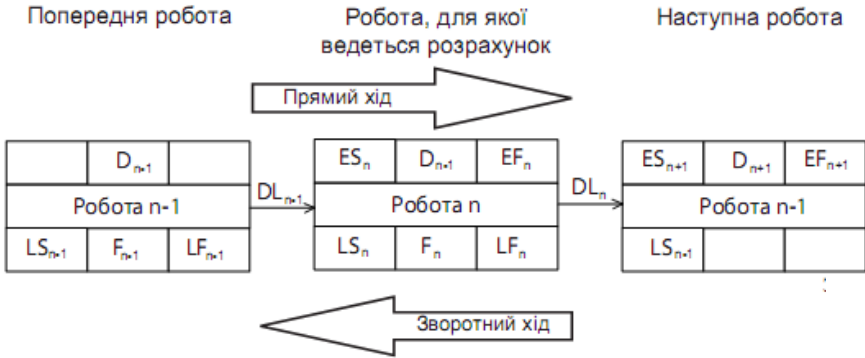 Попередня робота
Робота, для якої
ведеться розрахунок
Наступна робота
Прямий хід
Dₙ₋₁
ESₙ Dₙ₋₁ EFₙ
ESₙ₊₁ Dₙ₊₁ EFₙ₊₁
Робота n-1
DLₙ₋₁
Робота n
DLₙ
Робота n-1
LSₙ₋₁ Fₙ₋₁ LFₙ₋₁
LSₙ Fₙ LFₙ
LSₙ₋₁
Зворотний хід